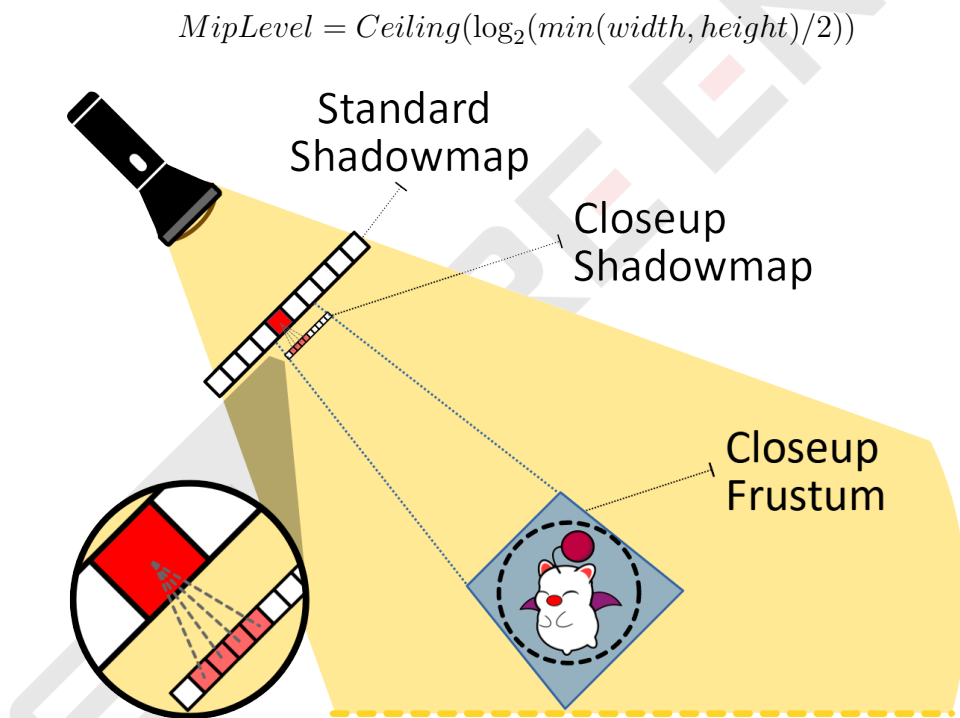 MipLevel = Ceiling(log₂(min(width, height)/2))
Standard
Shadowmap
Closeup
Shadowmap
Closeup
Frustum